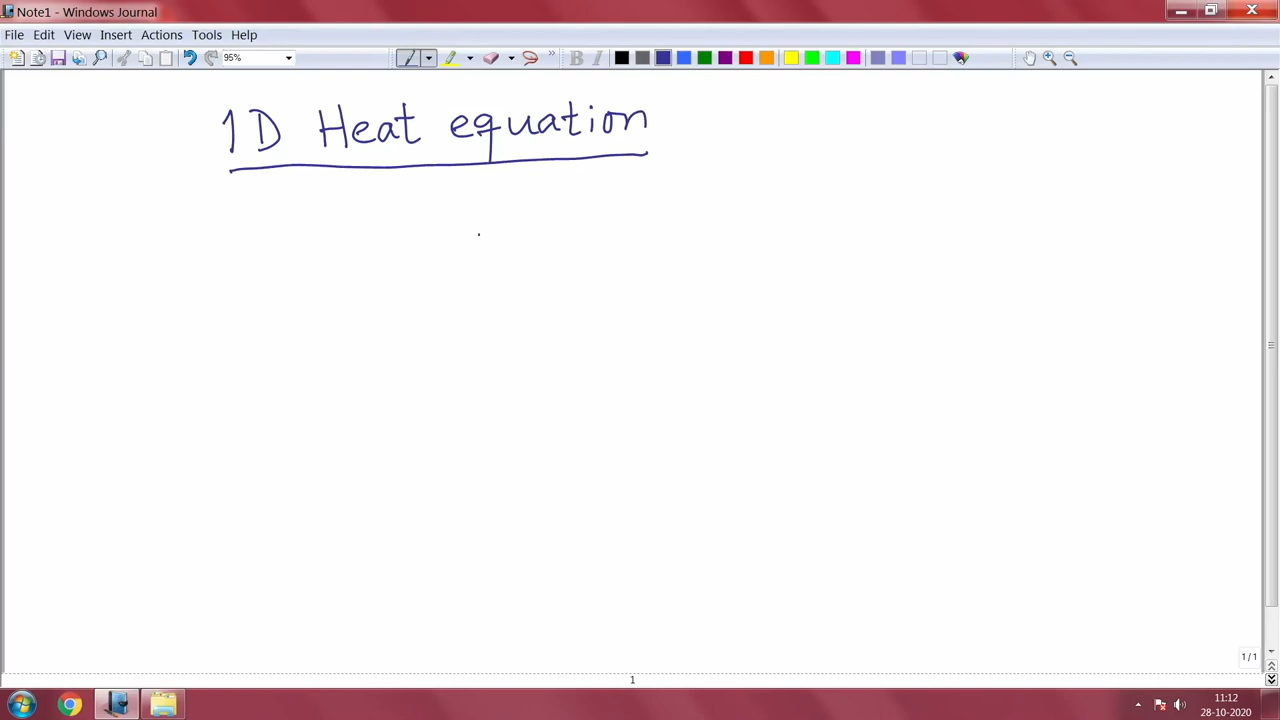 Note1 - Windows Journal
File Edit View Insert Actions Tools Help
95%
1D Heat equation
1 / 1
1
11:12
28-10-2020